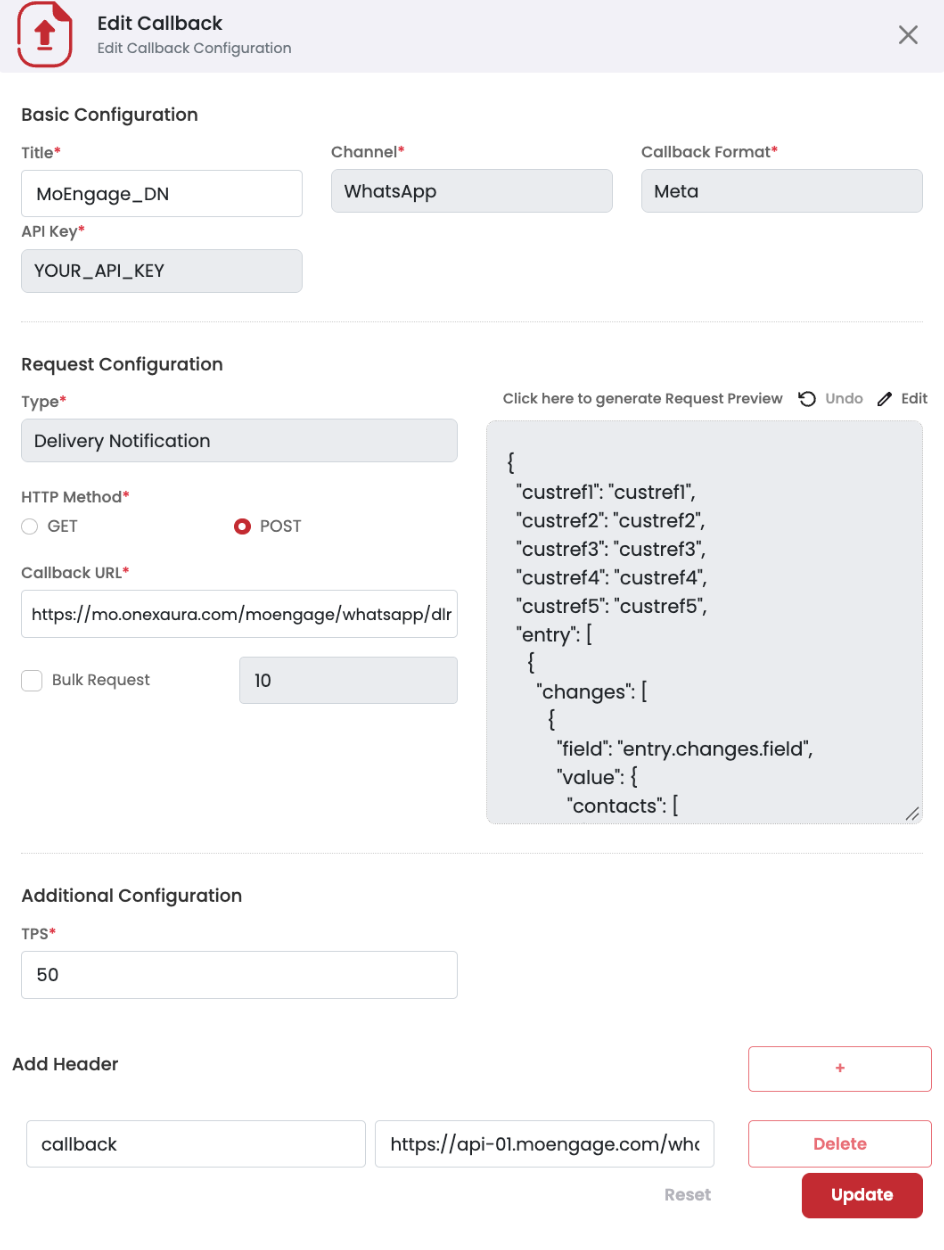 Edit Callback
Edit Callback Configuration
Basic Configuration
Title*
Channel*
Callback Format*
MoEngage_DN
WhatsApp
Meta
API Key*
YOUR_API_KEY
Request Configuration
Type*
Click here to generate Request Preview
Undo
Edit
Delivery Notification
HTTP Method*
GET
POST
Callback URL*
https://mo.onexaura.com/moengage/whatsapp/dlr
Bulk Request
10
{
"custref1": "custref1",
"custref2": "custref2",
"custref3": "custref3",
"custref4": "custref4",
"custref5": "custref5",
"entry": [
{
"changes": [
{
"field": "entry.changes.field",
"value": {
"contacts": [
Additional Configuration
TPS*
50
Add Header
+
callback
https://api-01.moengage.com/who
Delete
Reset
Update